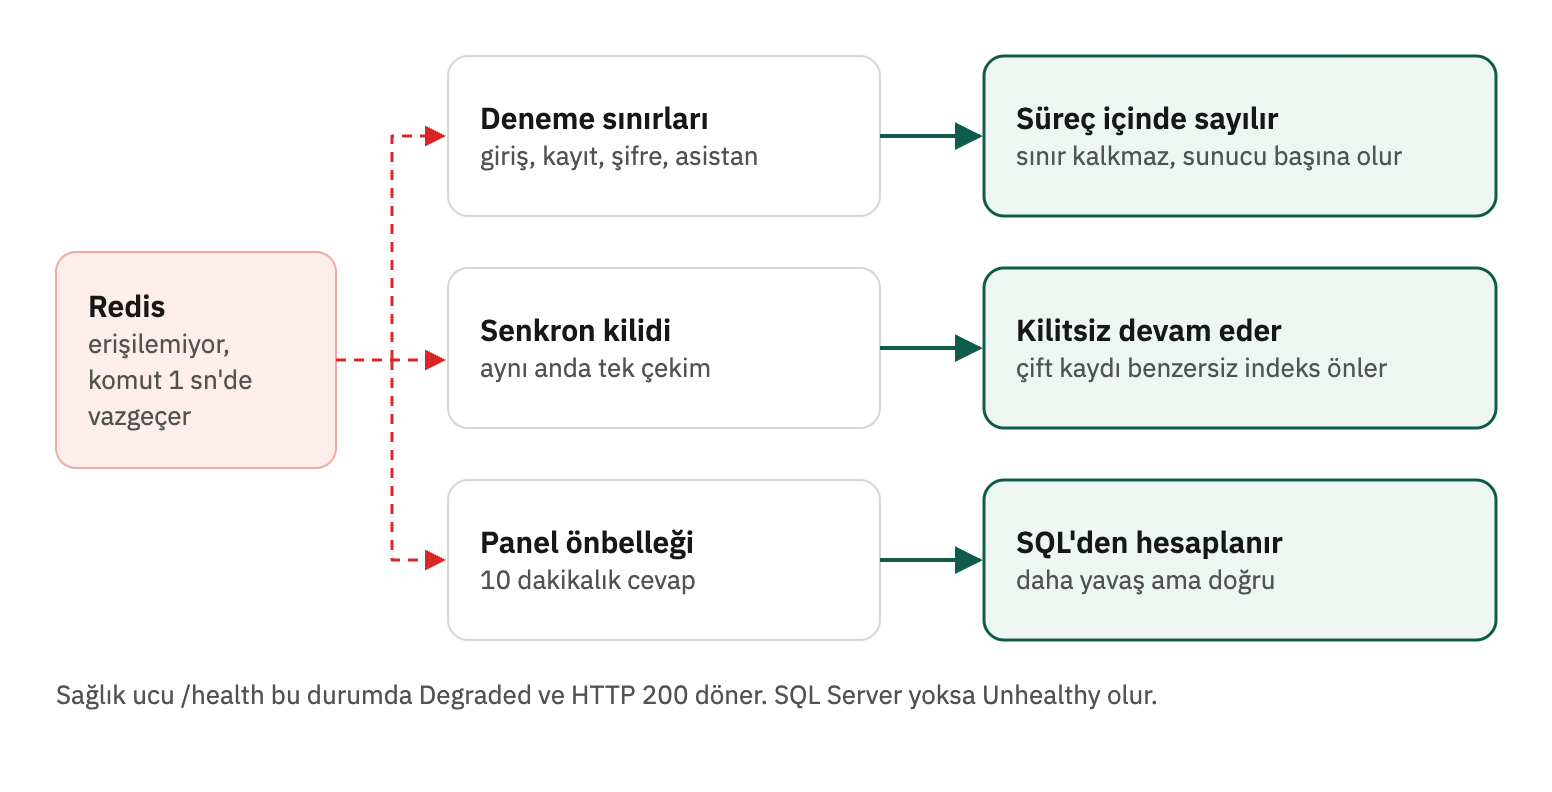 Deneme sınırları
giriş, kayıt, şifre, asistan
Süreç içinde sayılır
sınır kalkmaz, sunucu başına olur
Redis
erişilemiyor,
komut 1 sn'de
vazgeçer
Senkron kilidi
aynı anda tek çekim
Kilitsiz devam eder
çift kaydı benzersiz indeks önler
Panel önbelleği
10 dakikalık cevap
SQL'den hesaplanır
daha yavaş ama doğru
Sağlık ucu /health bu durumda Degraded ve HTTP 200 döner. SQL Server yoksa Unhealthy olur.